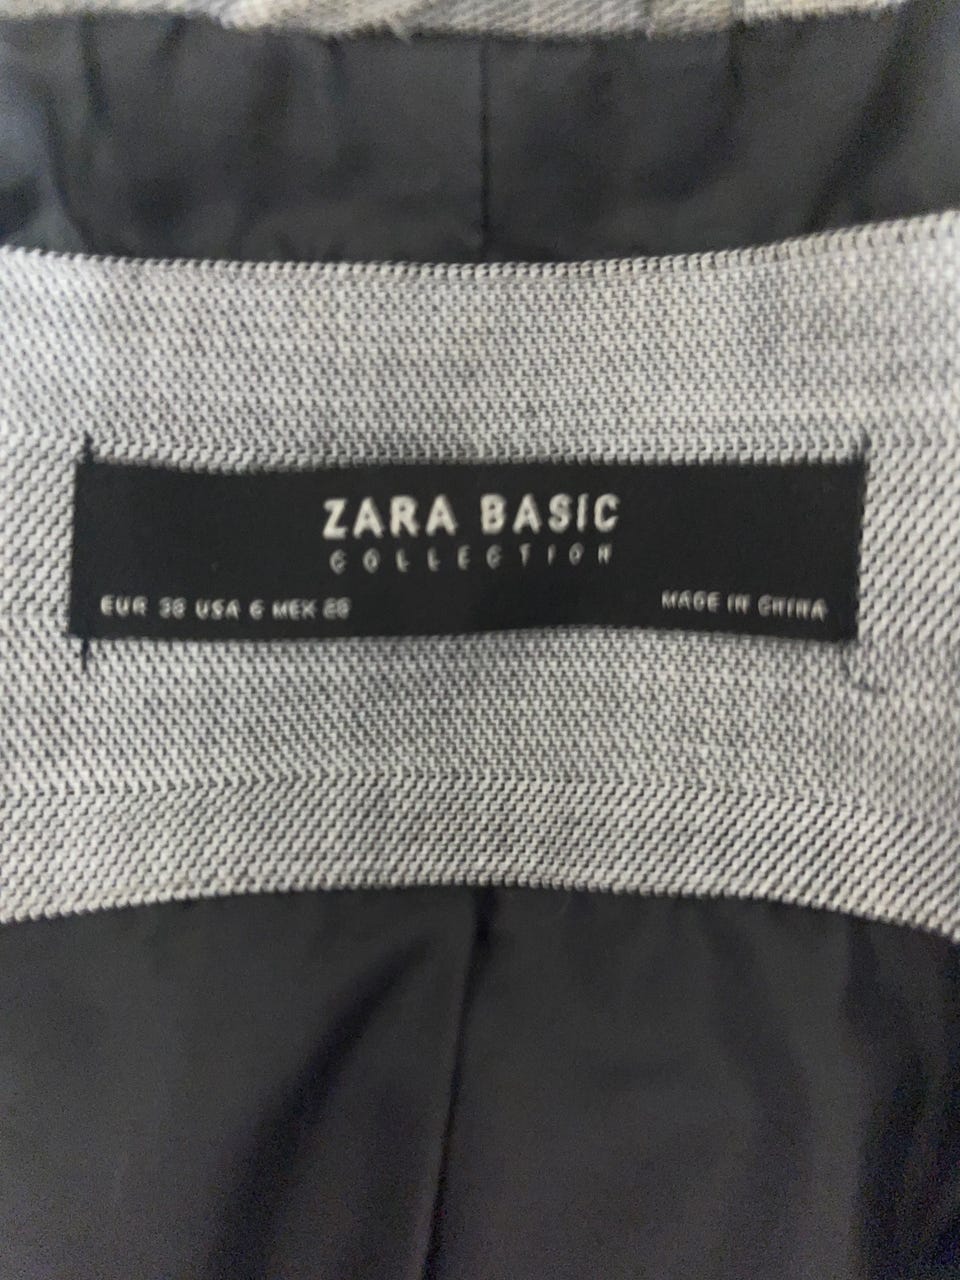 ZARA BASIC
COLLECTION
EUR 38 USA 6 MEX 28
MADE IN CHINA